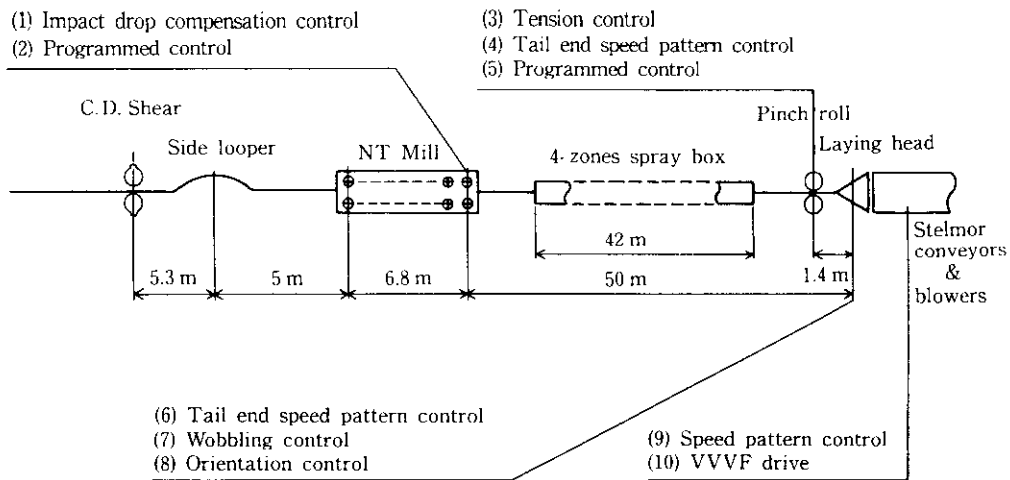 (1) Impact drop compensation control
(2) Programmed control
(3) Tension control
(4) Tail end speed pattern control
(5) Programmed control
C.D. Shear
Side looper
NT Mill
4-zones spray box
Pinch roll
Laying head
Stelmor
conveyors
&
blowers
42 m
5.3 m
5 m
6.8 m
50 m
1.4 m
(6) Tail end speed pattern control
(7) Wobbling control
(8) Orientation control
(9) Speed pattern control
(10) VVVF drive